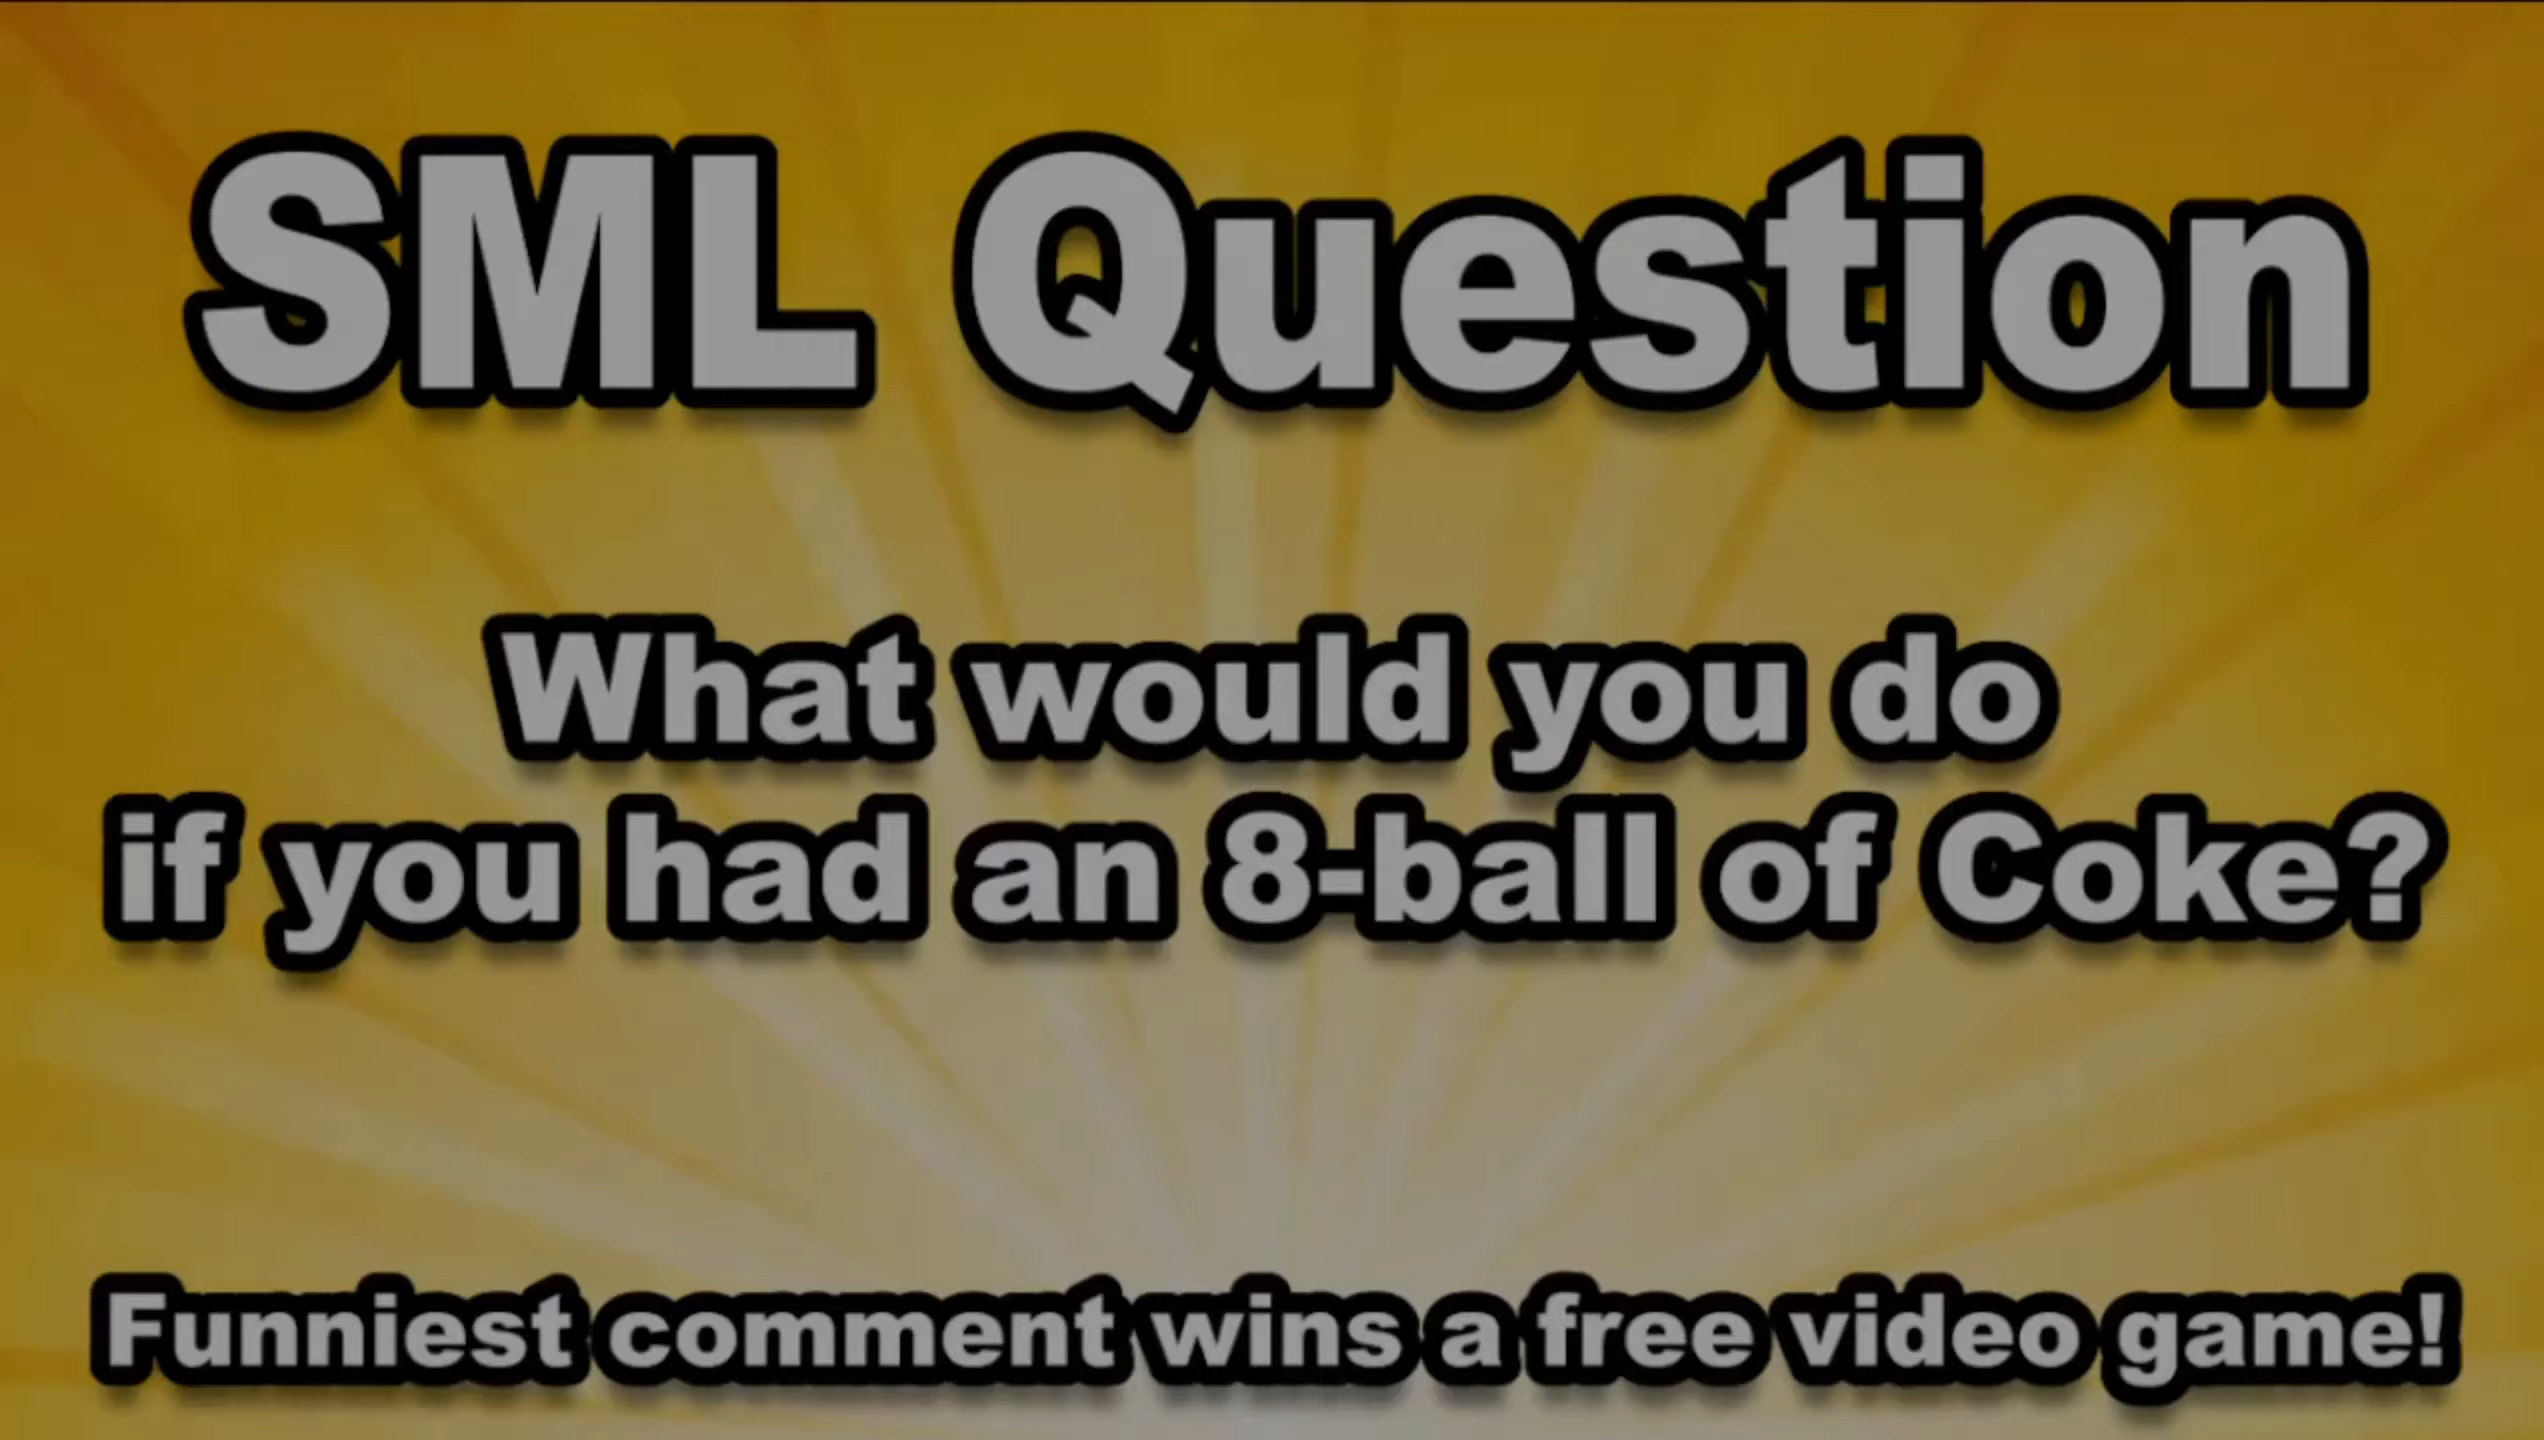 SML Question
What would you do
if you had an 8-ball of Coke?
Funniest comment wins a free video game!